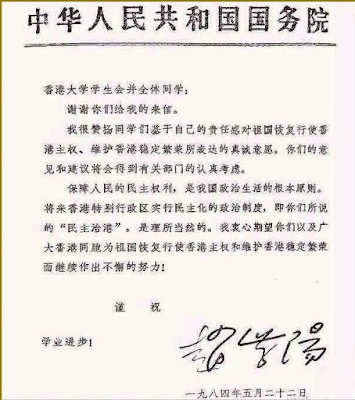 中华人民共和国国务院
香港大学学生会并全体同学：
谢谢你们给我的来信。
我很赞扬同学们基于自己的责任感对祖国恢复行使香
港主权、维护香港稳定繁荣所表达的真诚意愿。你们的意
见和建议将会得到有关部门的认真考虑。
保障人民的民主权利，是我国政治生活的根本原则。
将来香港特别行政区实行民主化的政治制度，即你们所说
的“民主治港”，是理所当然的。我衷心期望你们以及广
大香港同胞为祖国恢复行使香港主权和维护香港稳定繁荣
而继续作出不懈的努力！
谨 祝
学业进步！
赵紫阳
一九八四年五月二十二日